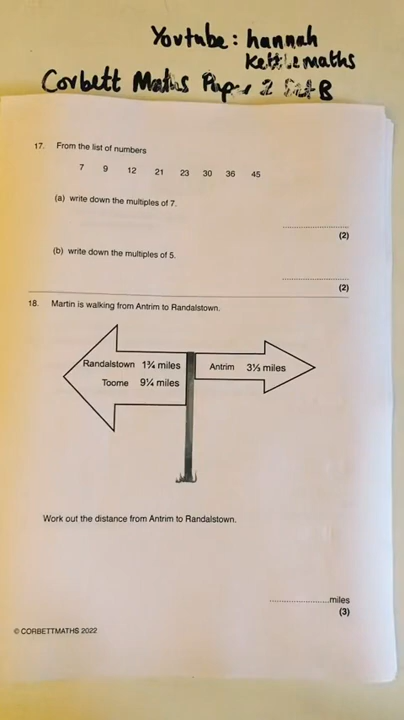 Youtube: hannah
kettlemaths
Corbett Maths Paper 2 Set B
17. From the list of numbers
7 9 12 21 23 30 36 45
(a) write down the multiples of 7.
(2)
(b) write down the multiples of 5.
(2)
18. Martin is walking from Antrim to Randalstown.
Randalstown 1¾ miles
Toome 9¼ miles
Antrim 3⅓ miles
Work out the distance from Antrim to Randalstown.
....................miles
(3)
© CORBETTMATHS 2022